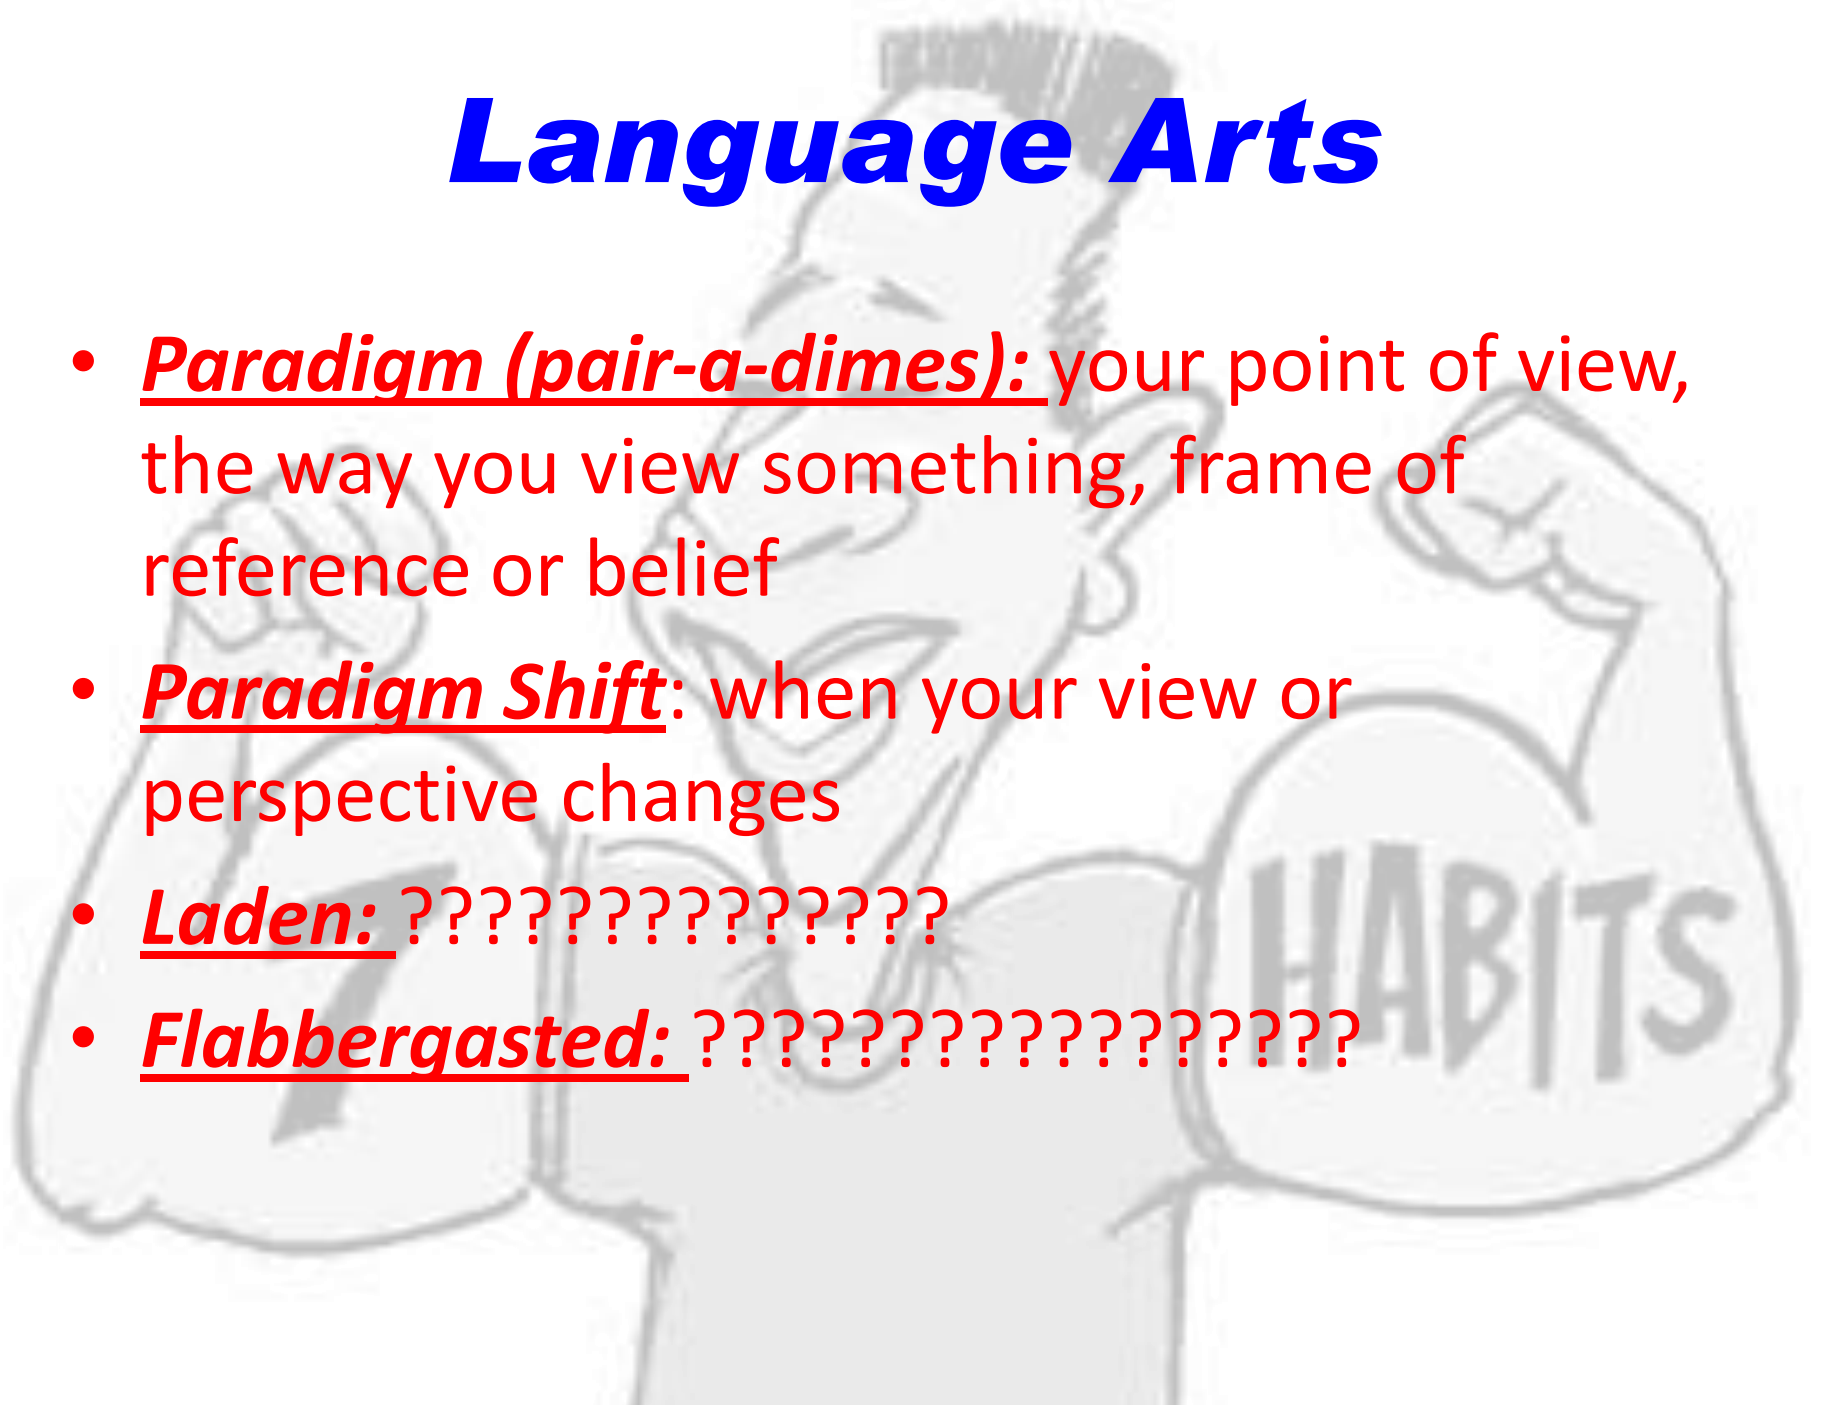 Language Arts
• Paradigm (pair-a-dimes): your point of view,
the way you view something, frame of
reference or belief
• Paradigm Shift: when your view or
perspective changes
• Laden: ??????????????
• Flabbergasted: ?????????????????
7
HABITS